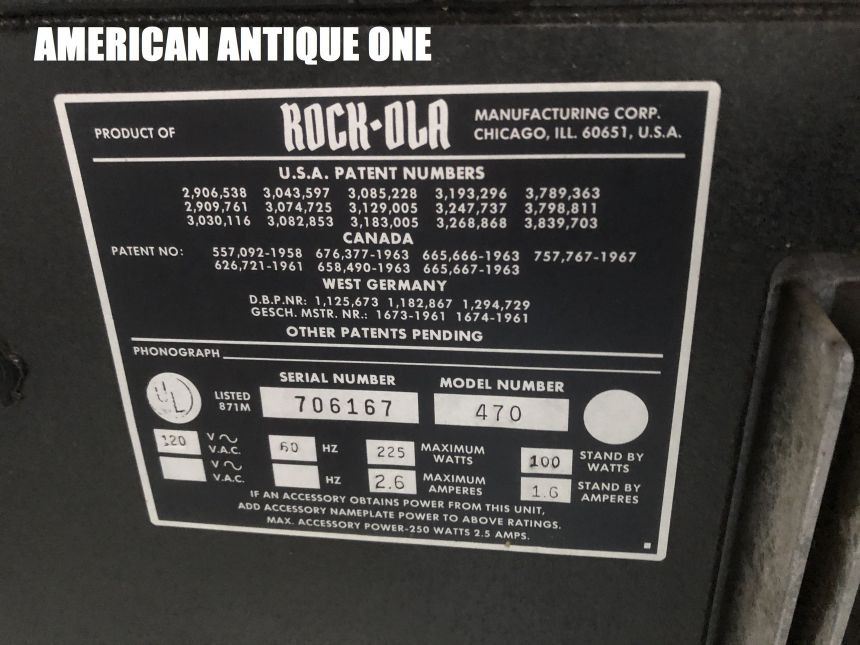 AMERICAN ANTIQUE ONE
PRODUCT OF ROCK-OLA MANUFACTURING CORP.
CHICAGO, ILL. 60651, U.S.A.
U.S.A. PATENT NUMBERS
2,906,538 3,043,597 3,085,228 3,193,296 3,789,363
2,909,761 3,074,725 3,129,005 3,247,737 3,798,811
3,030,116 3,082,853 3,183,005 3,268,868 3,839,703
CANADA
PATENT NO: 557,092-1958 676,377-1963 665,666-1963 757,767-1967
626,721-1961 658,490-1963 665,667-1963
WEST GERMANY
D.B.P.NR: 1,125,673 1,182,867 1,294,729
GESCH. MSTR. NR.: 1673-1961 1674-1961
OTHER PATENTS PENDING
PHONOGRAPH
UL LISTED 871M
SERIAL NUMBER MODEL NUMBER
706167 470
120 V~ V.A.C. 60 HZ 225 MAXIMUM WATTS 100 STAND BY WATTS
V~ V.A.C. HZ 2.6 MAXIMUM AMPERES 1.6 STAND BY AMPERES
IF AN ACCESSORY OBTAINS POWER FROM THIS UNIT,
ADD ACCESSORY NAMEPLATE POWER TO ABOVE RATINGS.
MAX. ACCESSORY POWER-250 WATTS 2.5 AMPS.